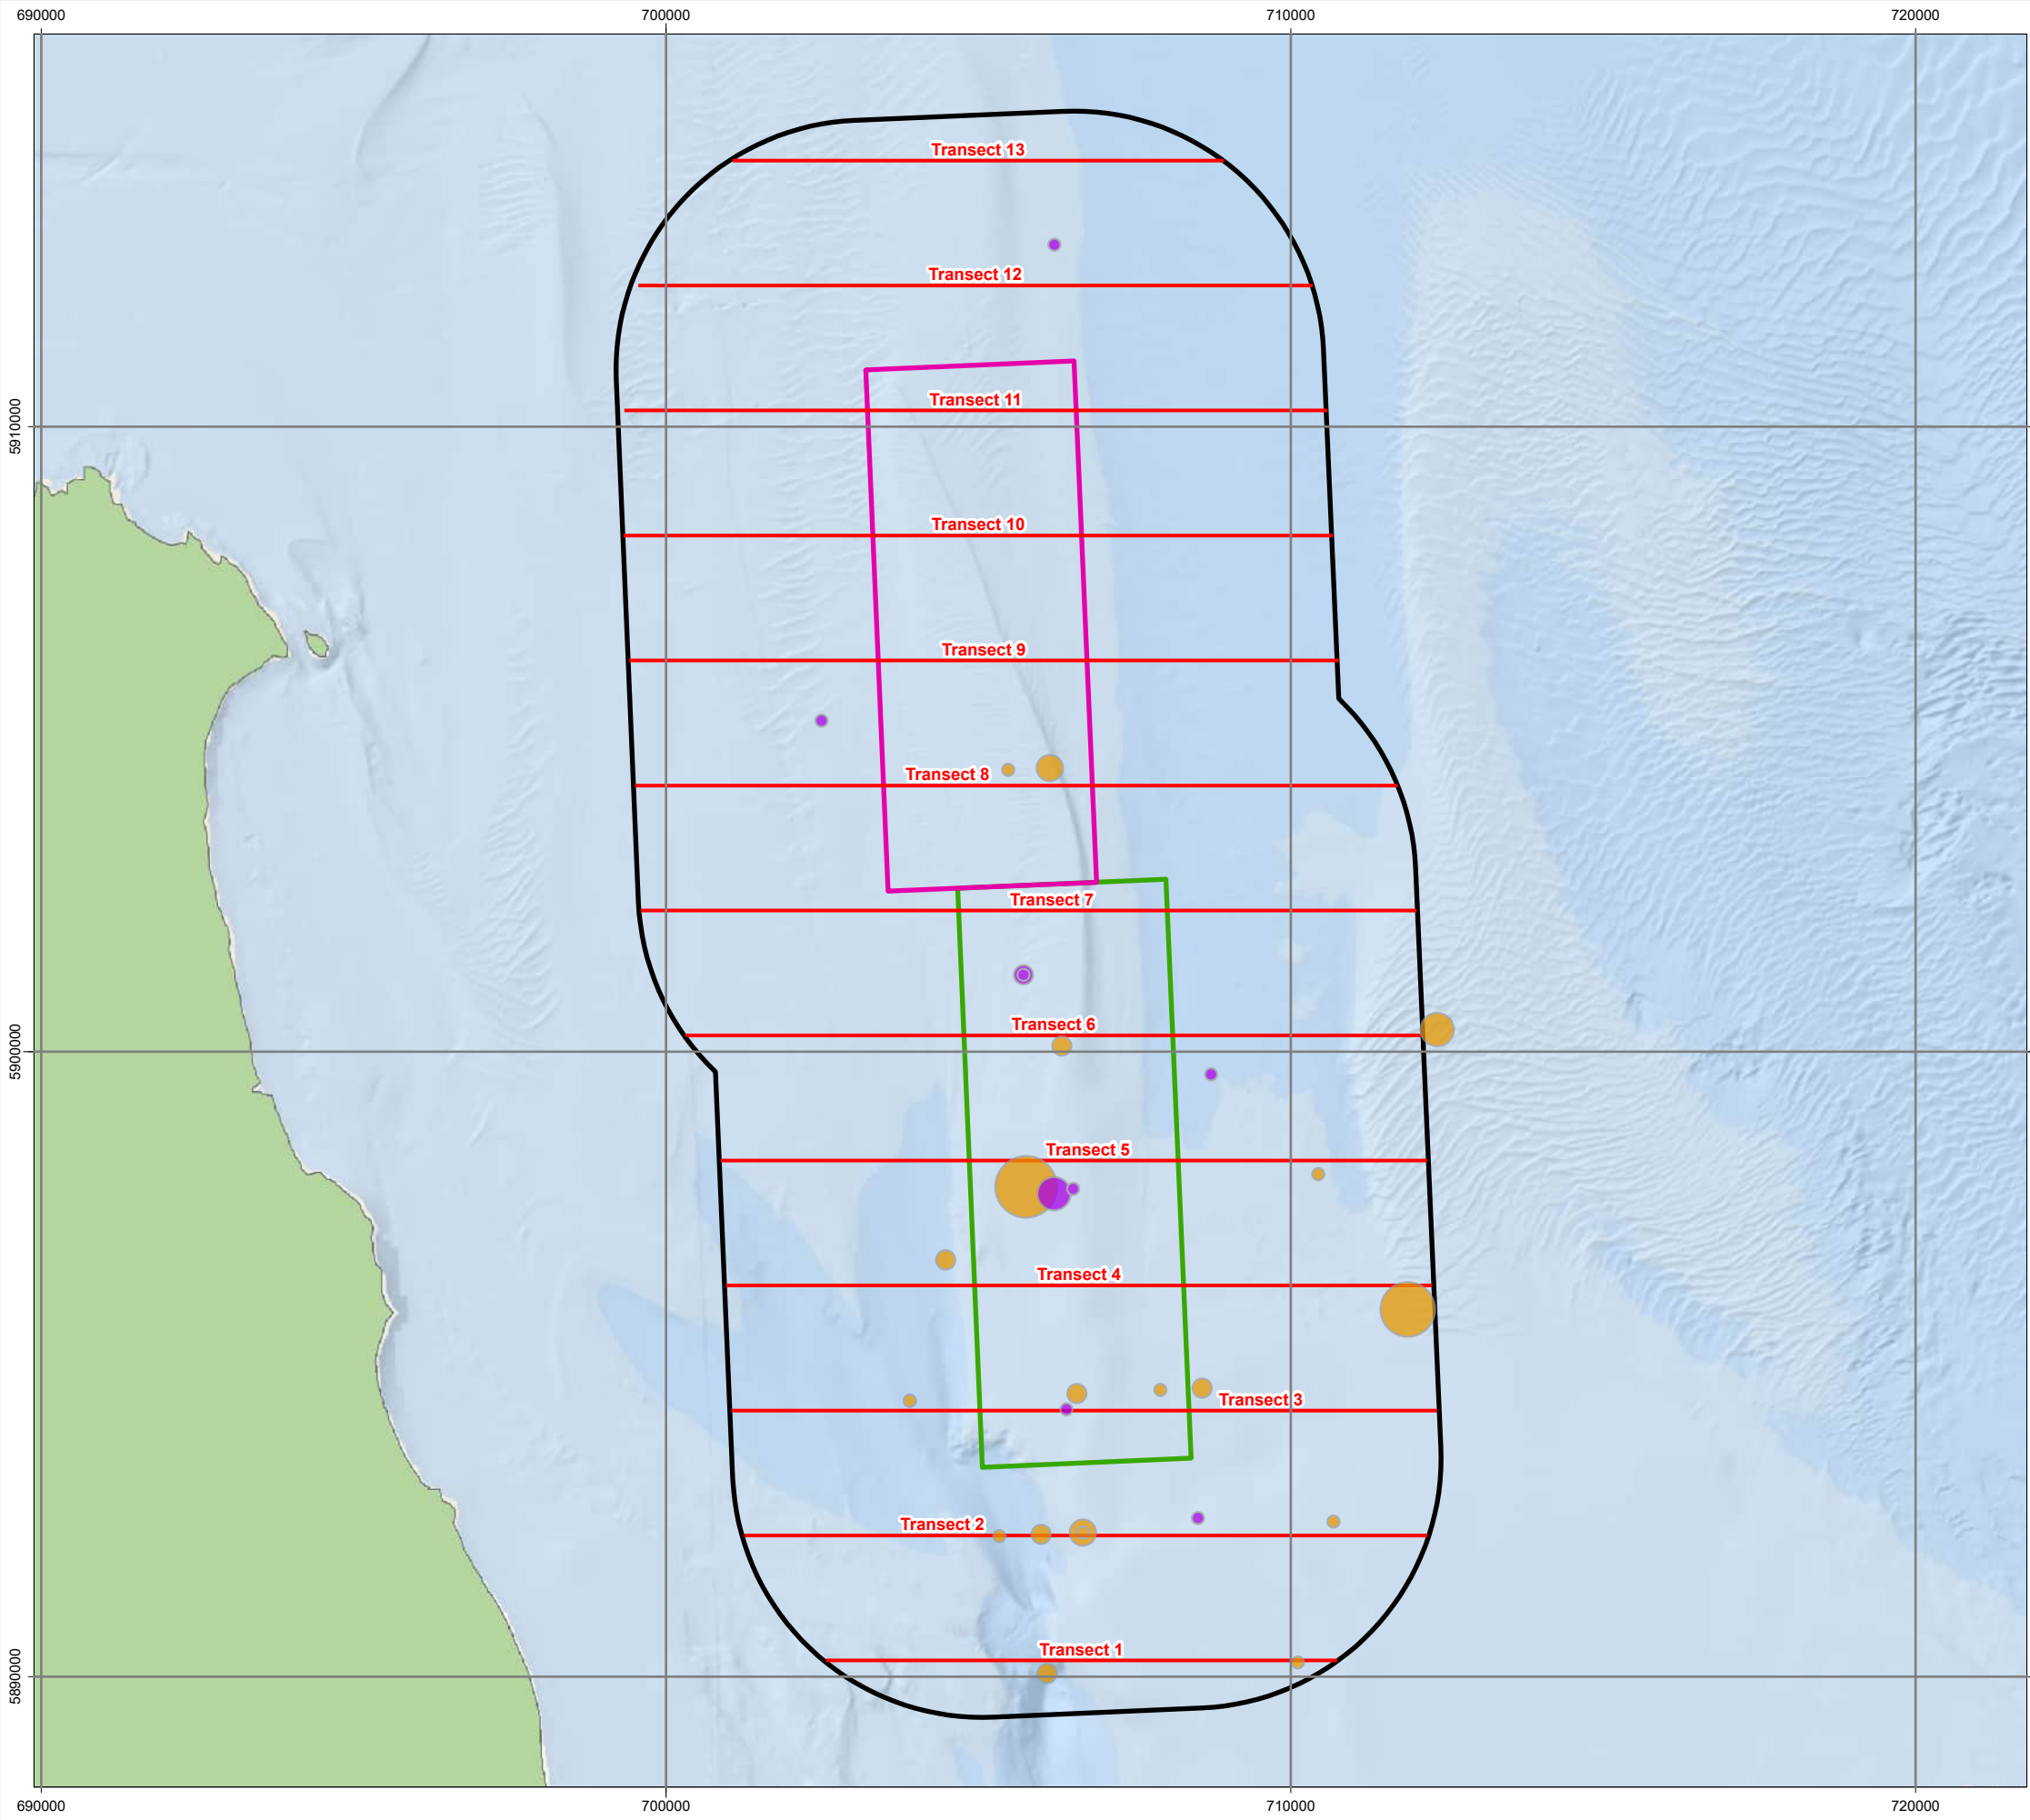 690000
700000
710000
720000
Transect 13
Transect 12
Transect 11
5910000
Transect 10
Transect 9
Transect 8
Transect 7
Transect 6
5900000
Transect 5
Transect 4
Transect 3
Transect 2
Transect 1
5890000
690000
700000
710000
720000